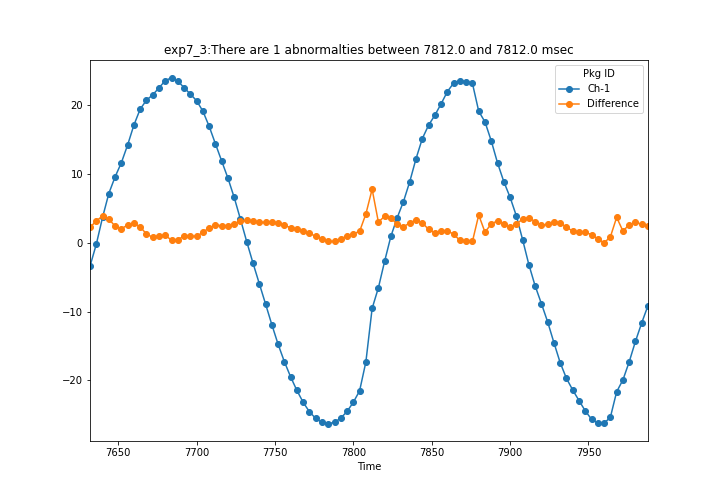 exp7_3:There are 1 abnormalties between 7812.0 and 7812.0 msec
Pkg ID
Ch-1
Difference
20
10
0
−10
−20
7650 7700 7750 7800 7850 7900 7950
Time